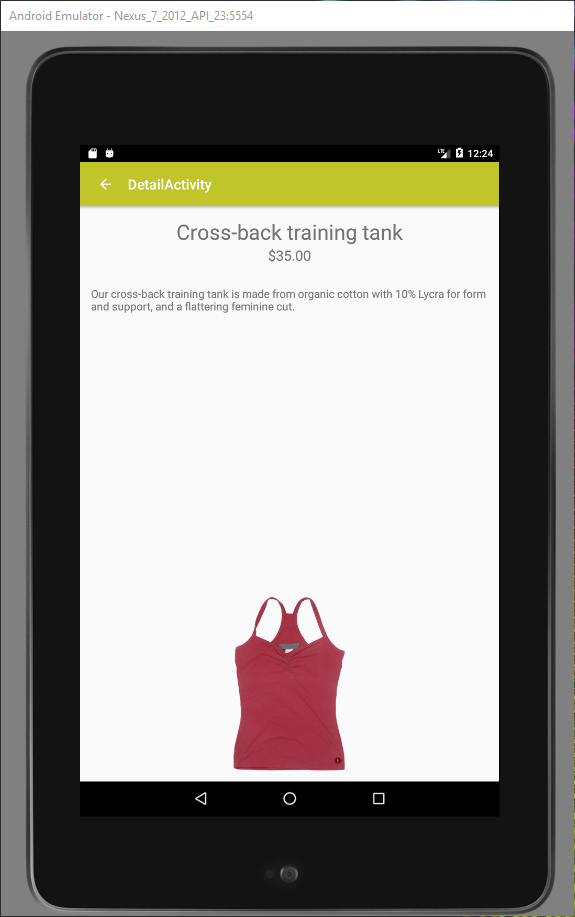 Android Emulator - Nexus_7_2012_API_23:5554
LTE 12:24
DetailActivity
Cross-back training tank
$35.00
Our cross-back training tank is made from organic cotton with 10% Lycra for form
and support, and a flattering feminine cut.